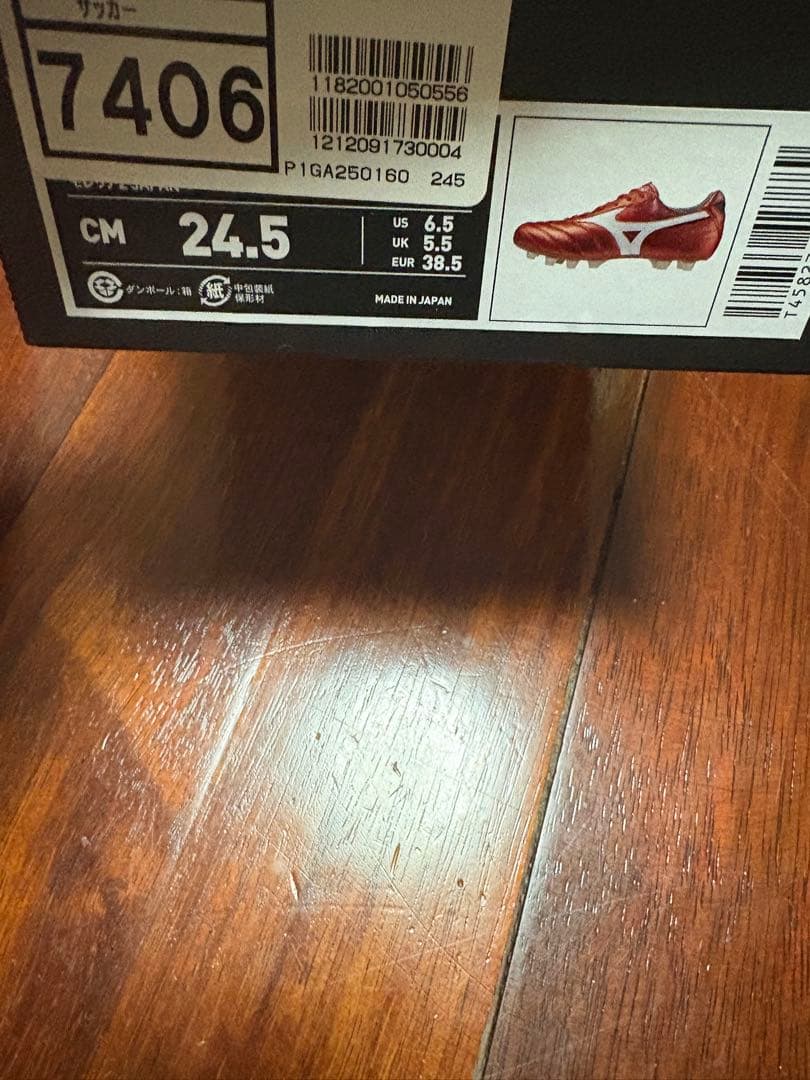 サッカー
7406
1182001050556
1212091730004
P1GA250160 245
CM 24.5
US 6.5
UK 5.5
EUR 38.5
ダンボール:箱
紙
中包装紙
保形材
MADE IN JAPAN